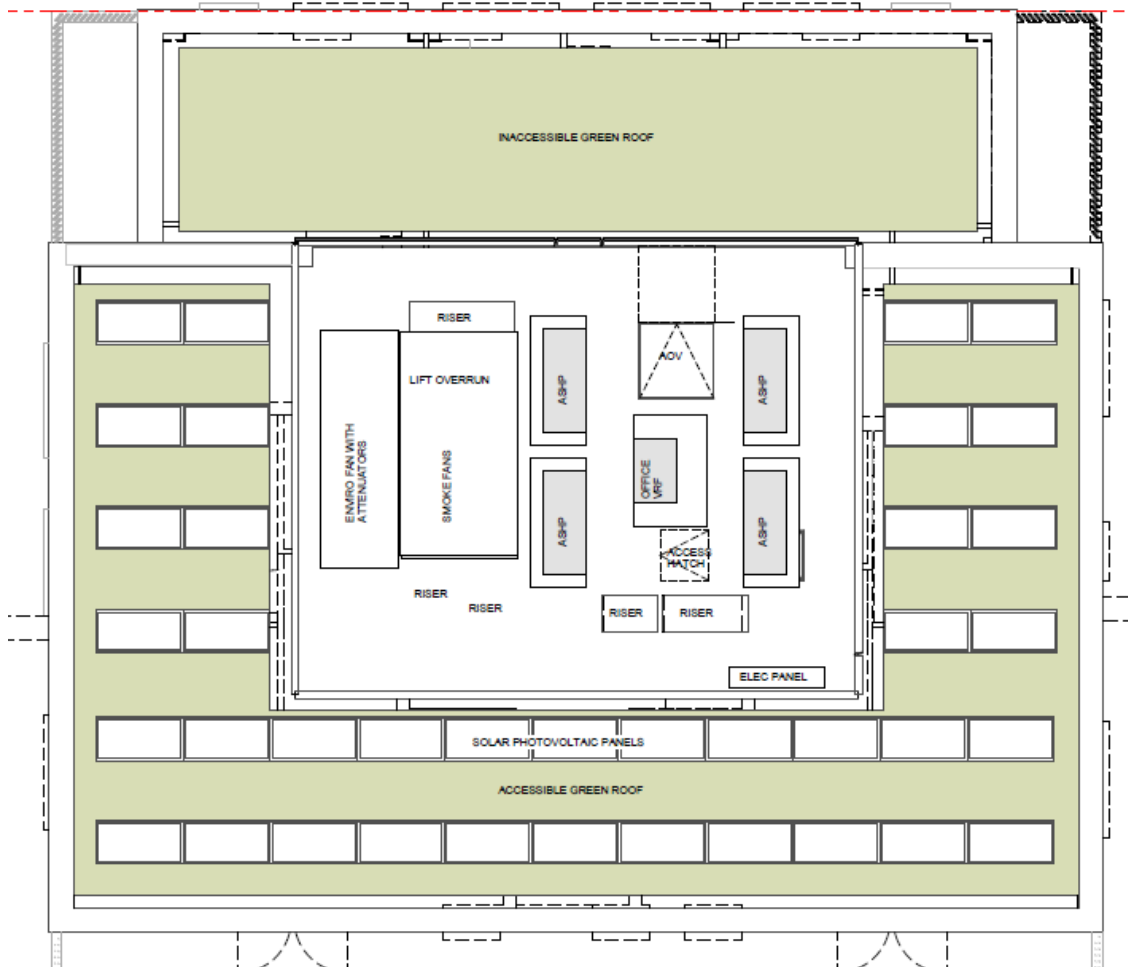 INACCESSIBLE GREEN ROOF
RISER
LIFT OVERRUN
ENVIRO FAN WITH
ATTENUATORS
SMOKE FANS
ASHP
AOV
ASHP
OFFICE
VRF
ASHP
ASHP
ACCESS
HATCH
RISER
RISER
RISER
RISER
ELEC PANEL
SOLAR PHOTOVOLTAIC PANELS
ACCESSIBLE GREEN ROOF